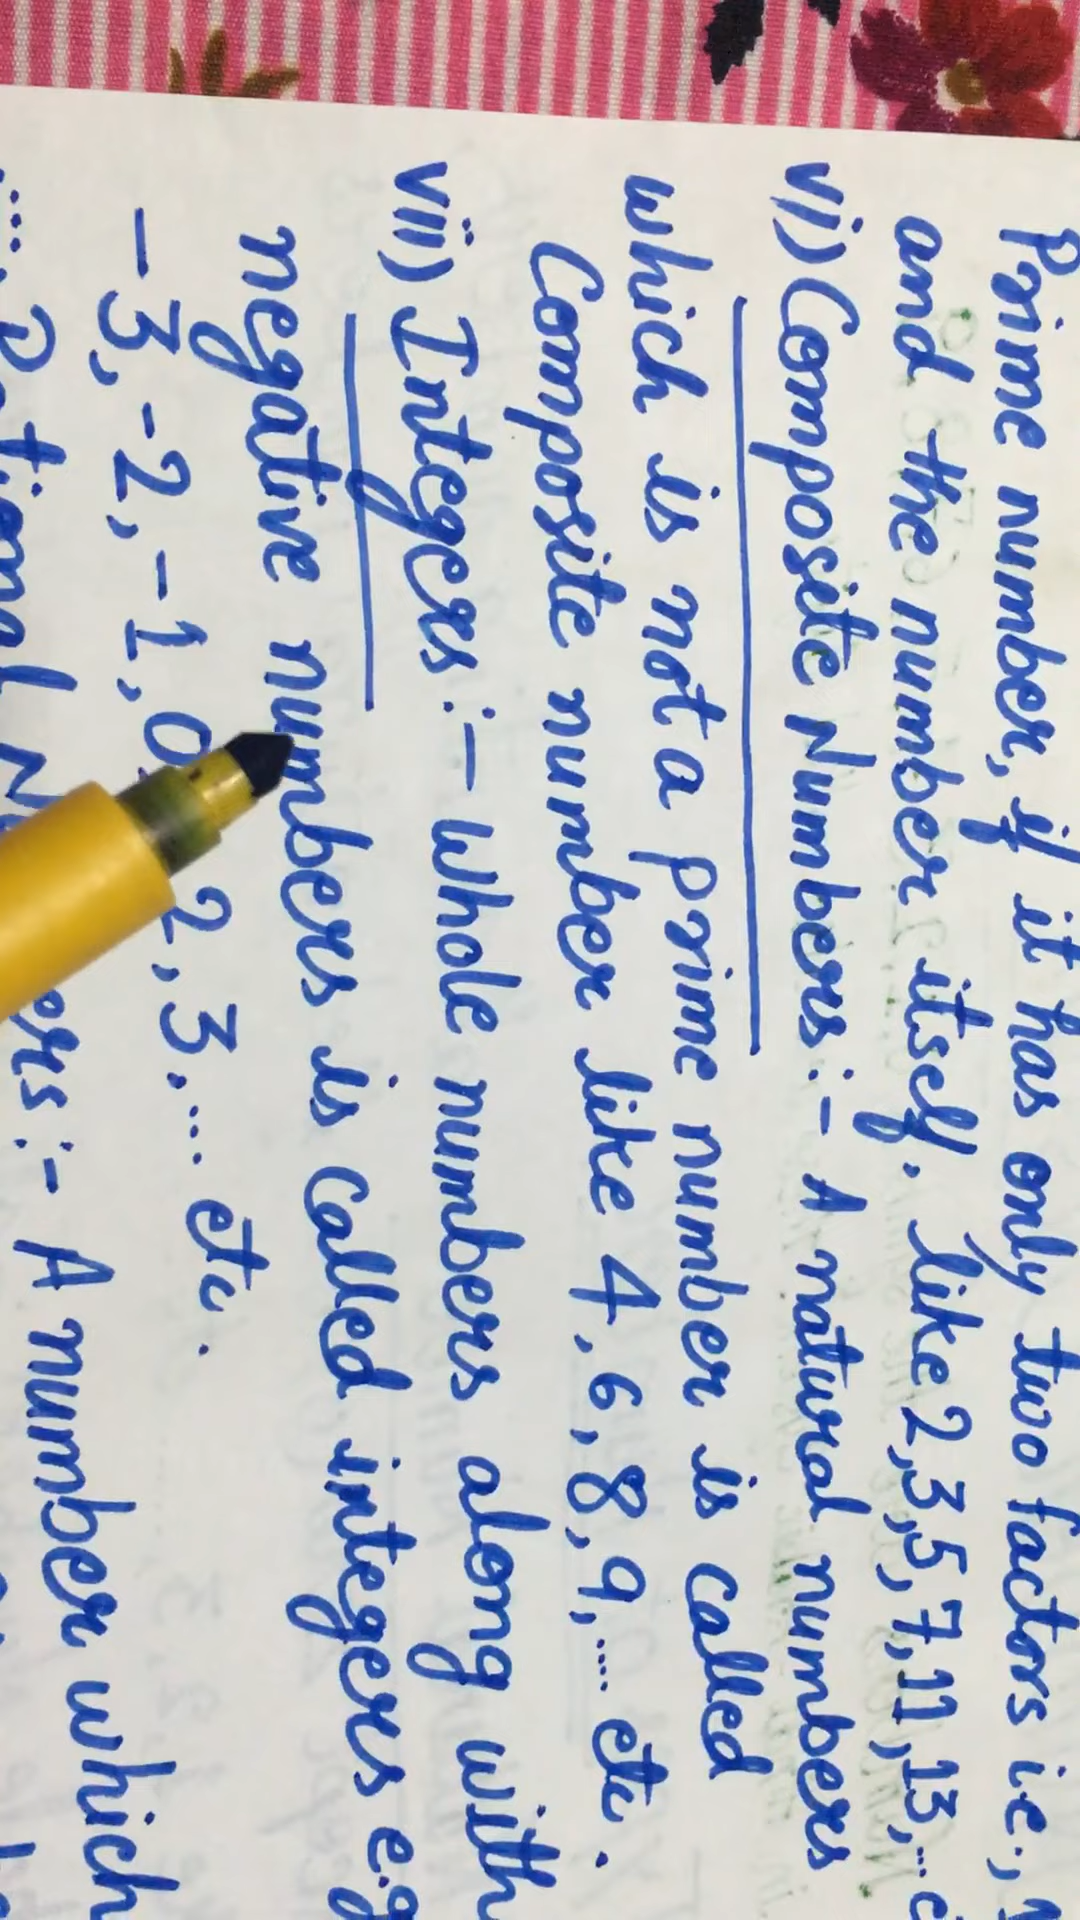 Prime number, if it has only two factors i.e., 1
and the number itself. like 2,3,5,7,11,13,...
vi) Composite Numbers:- A natural numbers
which is not a prime number is called
Composite number like 4,6,8,9,.... etc.
vii) Integers:- Whole numbers along with
negative numbers is called integers e.g
-3,-2,-1,0, 2,3.... etc.
A number which